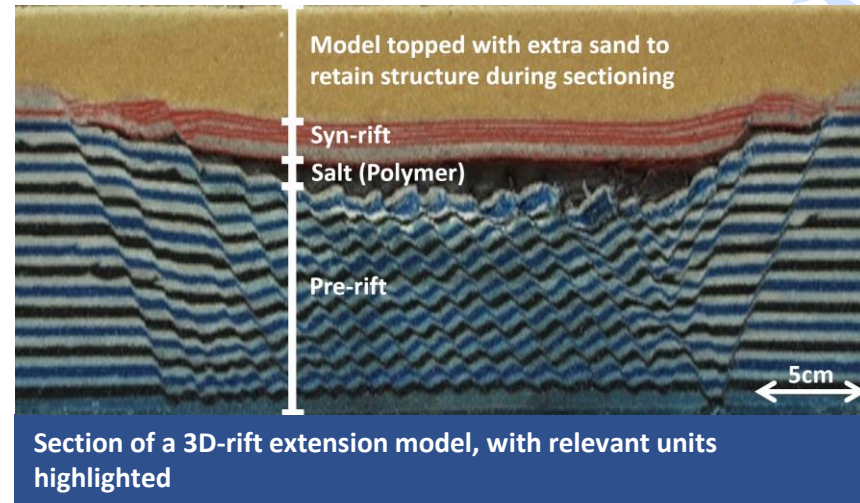 Model topped with extra sand to
retain structure during sectioning
Syn-rift
Salt (Polymer)
Pre-rift
5cm
Section of a 3D-rift extension model, with relevant units
highlighted